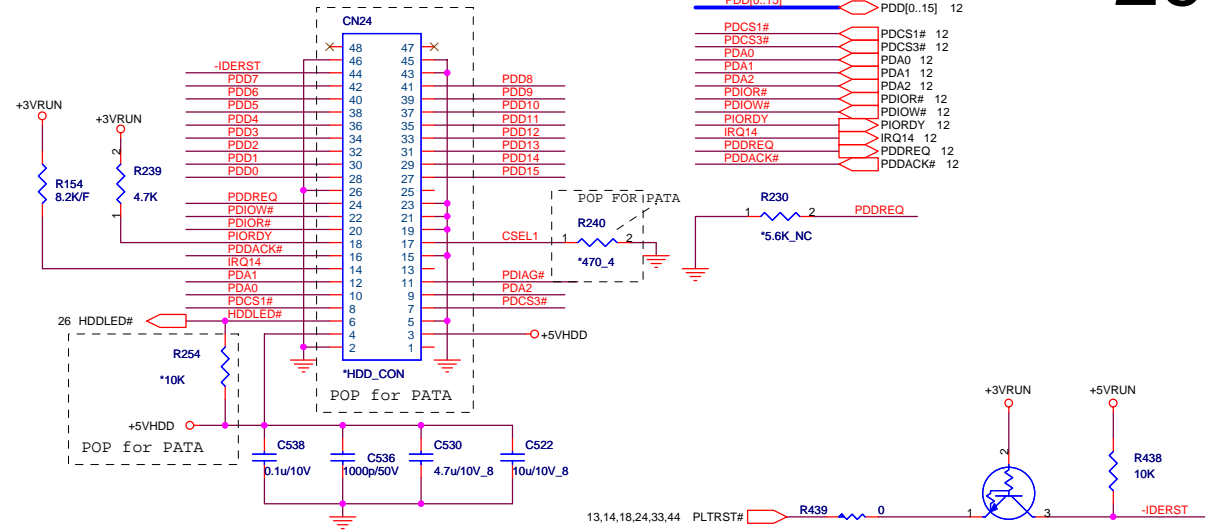 CN24
PDD[0..15] PDD[0..15] 12
48 47
46 45
-IDERST 44 43
PDD7 42 41 PDD8
PDD6 40 39 PDD9
PDD5 38 37 PDD10
PDD4 36 35 PDD11
PDD3 34 33 PDD12
PDD2 32 31 PDD13
PDD1 30 29 PDD14
PDD0 28 27 PDD15
26 25
PDDREQ 24 23
PDIOW# 22 21
PDIOR# 20 19
PIORDY 18 17 CSEL1
PDDACK# 16 15
IRQ14 14 13
PDA1 12 11 PDIAG#
PDA0 10 9 PDA2
PDCS1# 8 7 PDCS3#
HDDLED# 6 5
4 3 +5VHDD
2 1
*HDD_CON
POP for PATA
+3VRUN
R154
8.2K/F
+3VRUN
2
R239
4.7K
1
26 HDDLED#
R254
*10K
+5VHDD
POP for PATA
C538
0.1u/10V
C536
1000p/50V
C530
4.7u/10V_8
C522
10u/10V_8
POP FOR PATA
R240
1 2
*470_4
PDCS1# PDCS1# 12
PDCS3# PDCS3# 12
PDA0 PDA0 12
PDA1 PDA1 12
PDA2 PDA2 12
PDIOR# PDIOR# 12
PDIOW# PDIOW# 12
PIORDY PIORDY 12
IRQ14 IRQ14 12
PDDREQ PDDREQ 12
PDDACK# PDDACK# 12
R230
1 2 PDDREQ
*5.6K_NC
+3VRUN +5VRUN
2
R438
10K
13,14,18,24,33,44 PLTRST# R439 0 1 3 -IDERST